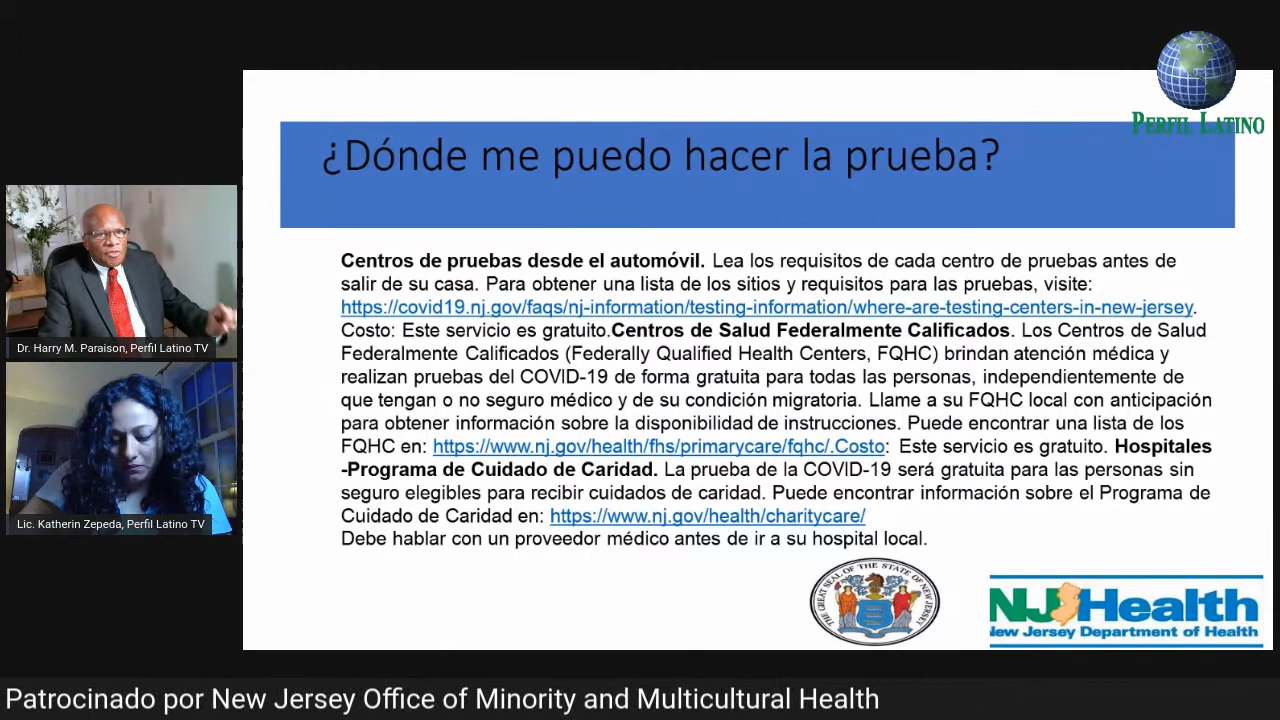 PERFIL LATINO
¿Dónde me puedo hacer la prueba?
Centros de pruebas desde el automóvil. Lea los requisitos de cada centro de pruebas antes de
salir de su casa. Para obtener una lista de los sitios y requisitos para las pruebas, visite:
https://covid19.nj.gov/faqs/nj-information/testing-information/where-are-testing-centers-in-new-jersey.
Costo: Este servicio es gratuito.Centros de Salud Federalmente Calificados. Los Centros de Salud
Federalmente Calificados (Federally Qualified Health Centers, FQHC) brindan atención médica y
realizan pruebas del COVID-19 de forma gratuita para todas las personas, independientemente de
que tengan o no seguro médico y de su condición migratoria. Llame a su FQHC local con anticipación
para obtener información sobre la disponibilidad de instrucciones. Puede encontrar una lista de los
FQHC en: https://www.nj.gov/health/fhs/primarycare/fqhc/.Costo: Este servicio es gratuito. Hospitales
-Programa de Cuidado de Caridad. La prueba de la COVID-19 será gratuita para las personas sin
seguro elegibles para recibir cuidados de caridad. Puede encontrar información sobre el Programa de
Cuidado de Caridad en: https://www.nj.gov/health/charitycare/
Debe hablar con un proveedor médico antes de ir a su hospital local.
Dr. Harry M. Paraison, Perfil Latino TV
Lic. Katherin Zepeda, Perfil Latino TV
THE GREAT SEAL OF THE STATE OF NEW JERSEY
NJ Health
New Jersey Department of Health
Patrocinado por New Jersey Office of Minority and Multicultural Health